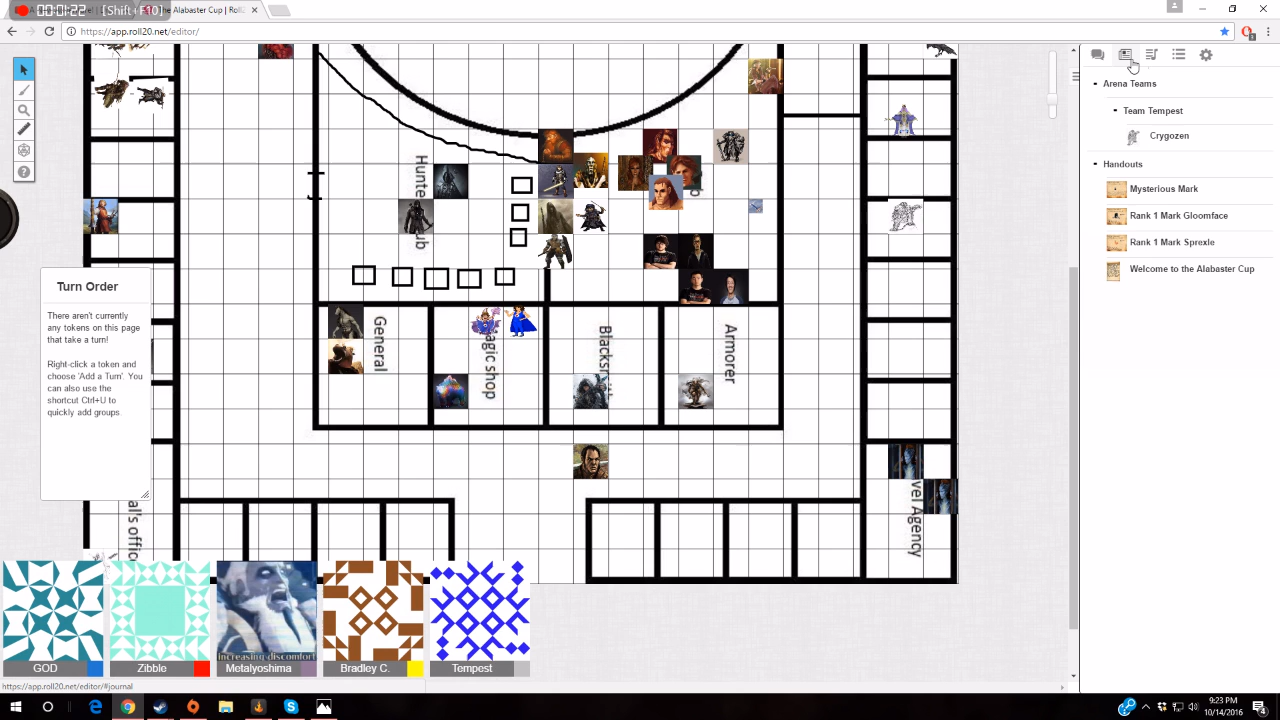 00:01:22 [Shift+F10]
the Alabaster Cup
https://app.roll20.net/editor/
Arena Teams
Team Tempest
Crygozen
Handouts
Mysterious Mark
Rank 1 Mark Gloomface
Rank 1 Mark Sprexle
Welcome to the Alabaster Cup
Turn Order
There aren't currently
any tokens on this page
that take a turn!
Right-click a token and
choose 'Add a Turn'. You
can also use the
shortcut Ctrl+U to
quickly add groups.
General
agic shop
Blacks
Armorer
Hunte
ub
vel Agency
al's offic
GOD
Zibble
increasing discomfort
Metalyoshima
Bradley C.
Tempest
https://app.roll20.net/editor/#journal
9:23 PM
10/14/2016